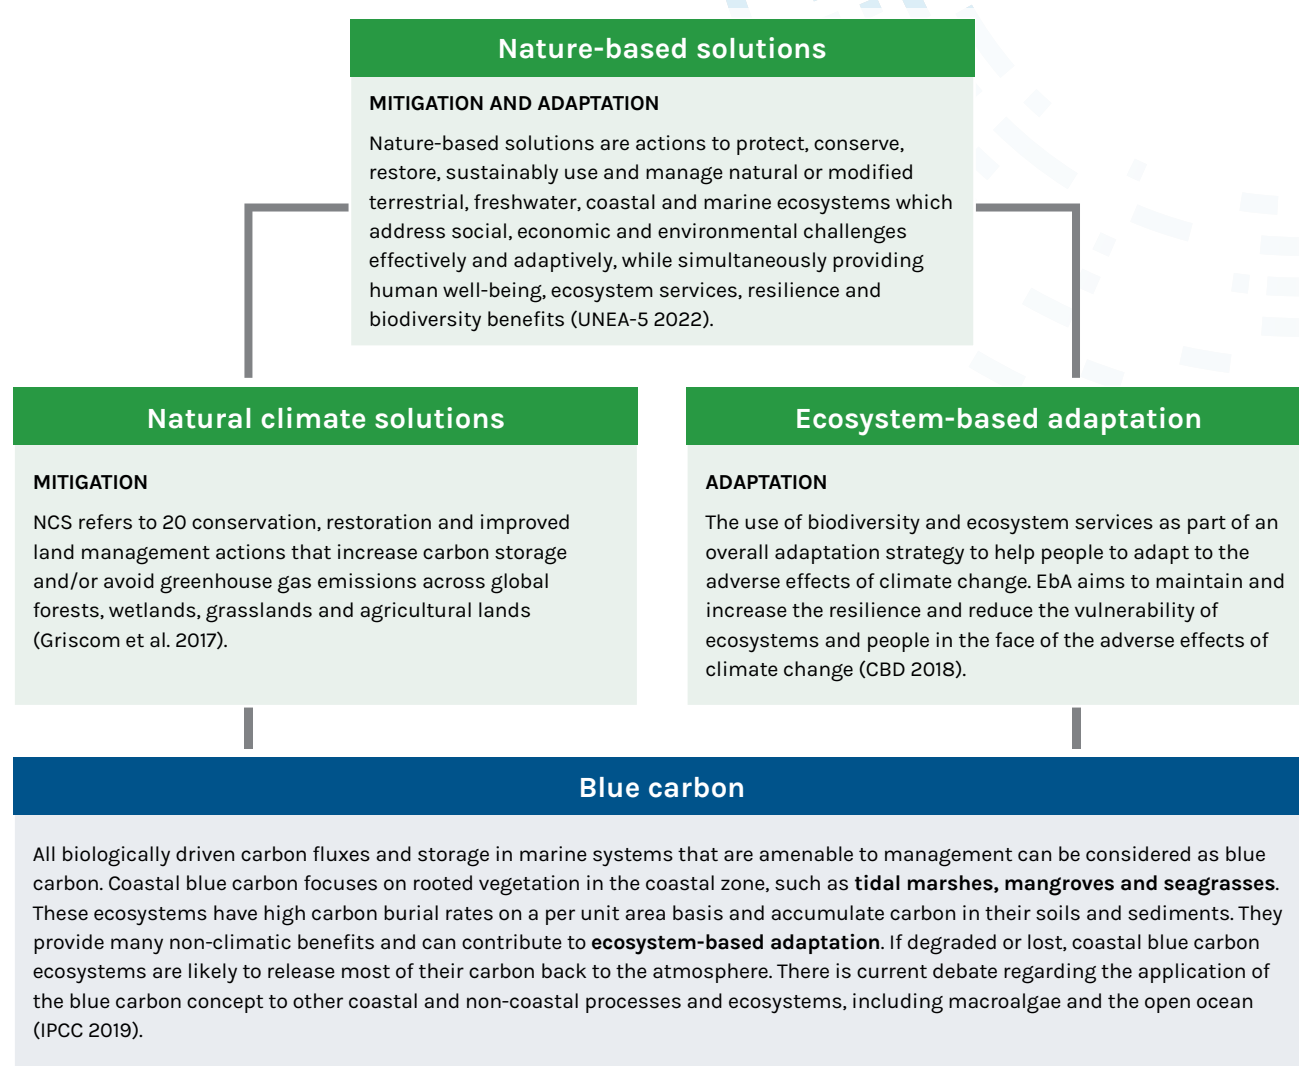 Nature-based solutions
MITIGATION AND ADAPTATION
Nature-based solutions are actions to protect, conserve,
restore, sustainably use and manage natural or modified
terrestrial, freshwater, coastal and marine ecosystems which
address social, economic and environmental challenges
effectively and adaptively, while simultaneously providing
human well-being, ecosystem services, resilience and
biodiversity benefits (UNEA-5 2022).
Natural climate solutions
MITIGATION
NCS refers to 20 conservation, restoration and improved
land management actions that increase carbon storage
and/or avoid greenhouse gas emissions across global
forests, wetlands, grasslands and agricultural lands
(Griscom et al. 2017).
Ecosystem-based adaptation
ADAPTATION
The use of biodiversity and ecosystem services as part of an
overall adaptation strategy to help people to adapt to the
adverse effects of climate change. EbA aims to maintain and
increase the resilience and reduce the vulnerability of
ecosystems and people in the face of the adverse effects of
climate change (CBD 2018).
Blue carbon
All biologically driven carbon fluxes and storage in marine systems that are amenable to management can be considered as blue
carbon. Coastal blue carbon focuses on rooted vegetation in the coastal zone, such as tidal marshes, mangroves and seagrasses.
These ecosystems have high carbon burial rates on a per unit area basis and accumulate carbon in their soils and sediments. They
provide many non-climatic benefits and can contribute to ecosystem-based adaptation. If degraded or lost, coastal blue carbon
ecosystems are likely to release most of their carbon back to the atmosphere. There is current debate regarding the application of
the blue carbon concept to other coastal and non-coastal processes and ecosystems, including macroalgae and the open ocean
(IPCC 2019).